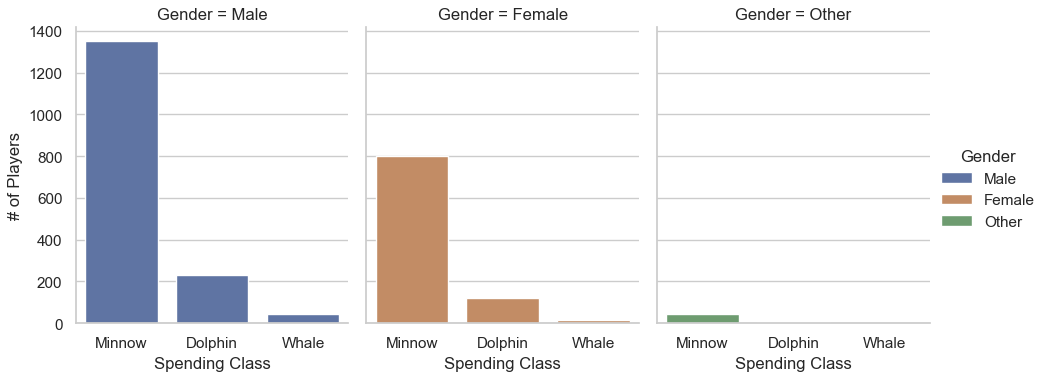 Gender = Male
Gender = Female
Gender = Other
# of Players
1400
1200
1000
800
600
400
200
0
Minnow Dolphin Whale
Spending Class
Minnow Dolphin Whale
Spending Class
Minnow Dolphin Whale
Spending Class
Gender
Male
Female
Other